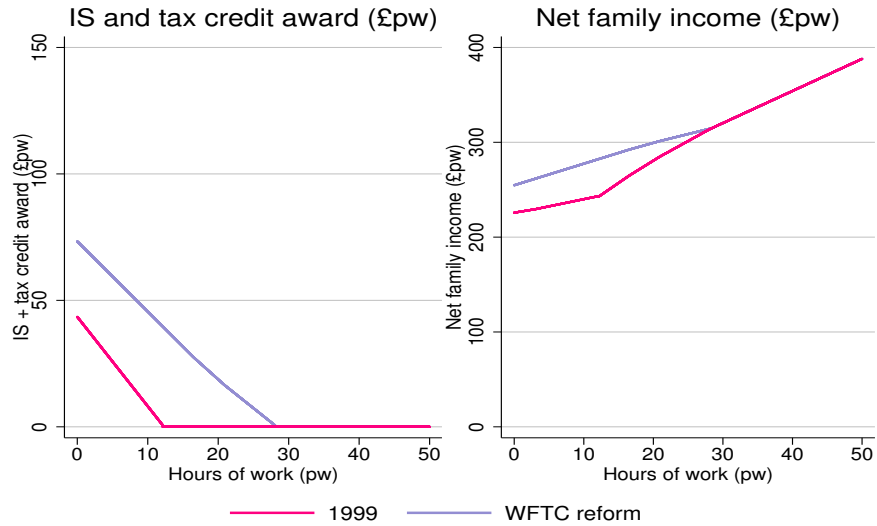 IS and tax credit award (£pw)
IS + tax credit award (£pw)
150
100
50
0
0 10 20 30 40 50
Hours of work (pw)
Net family income (£pw)
Net family income (£pw)
400
300
200
100
0
0 10 20 30 40 50
Hours of work (pw)
1999 WFTC reform